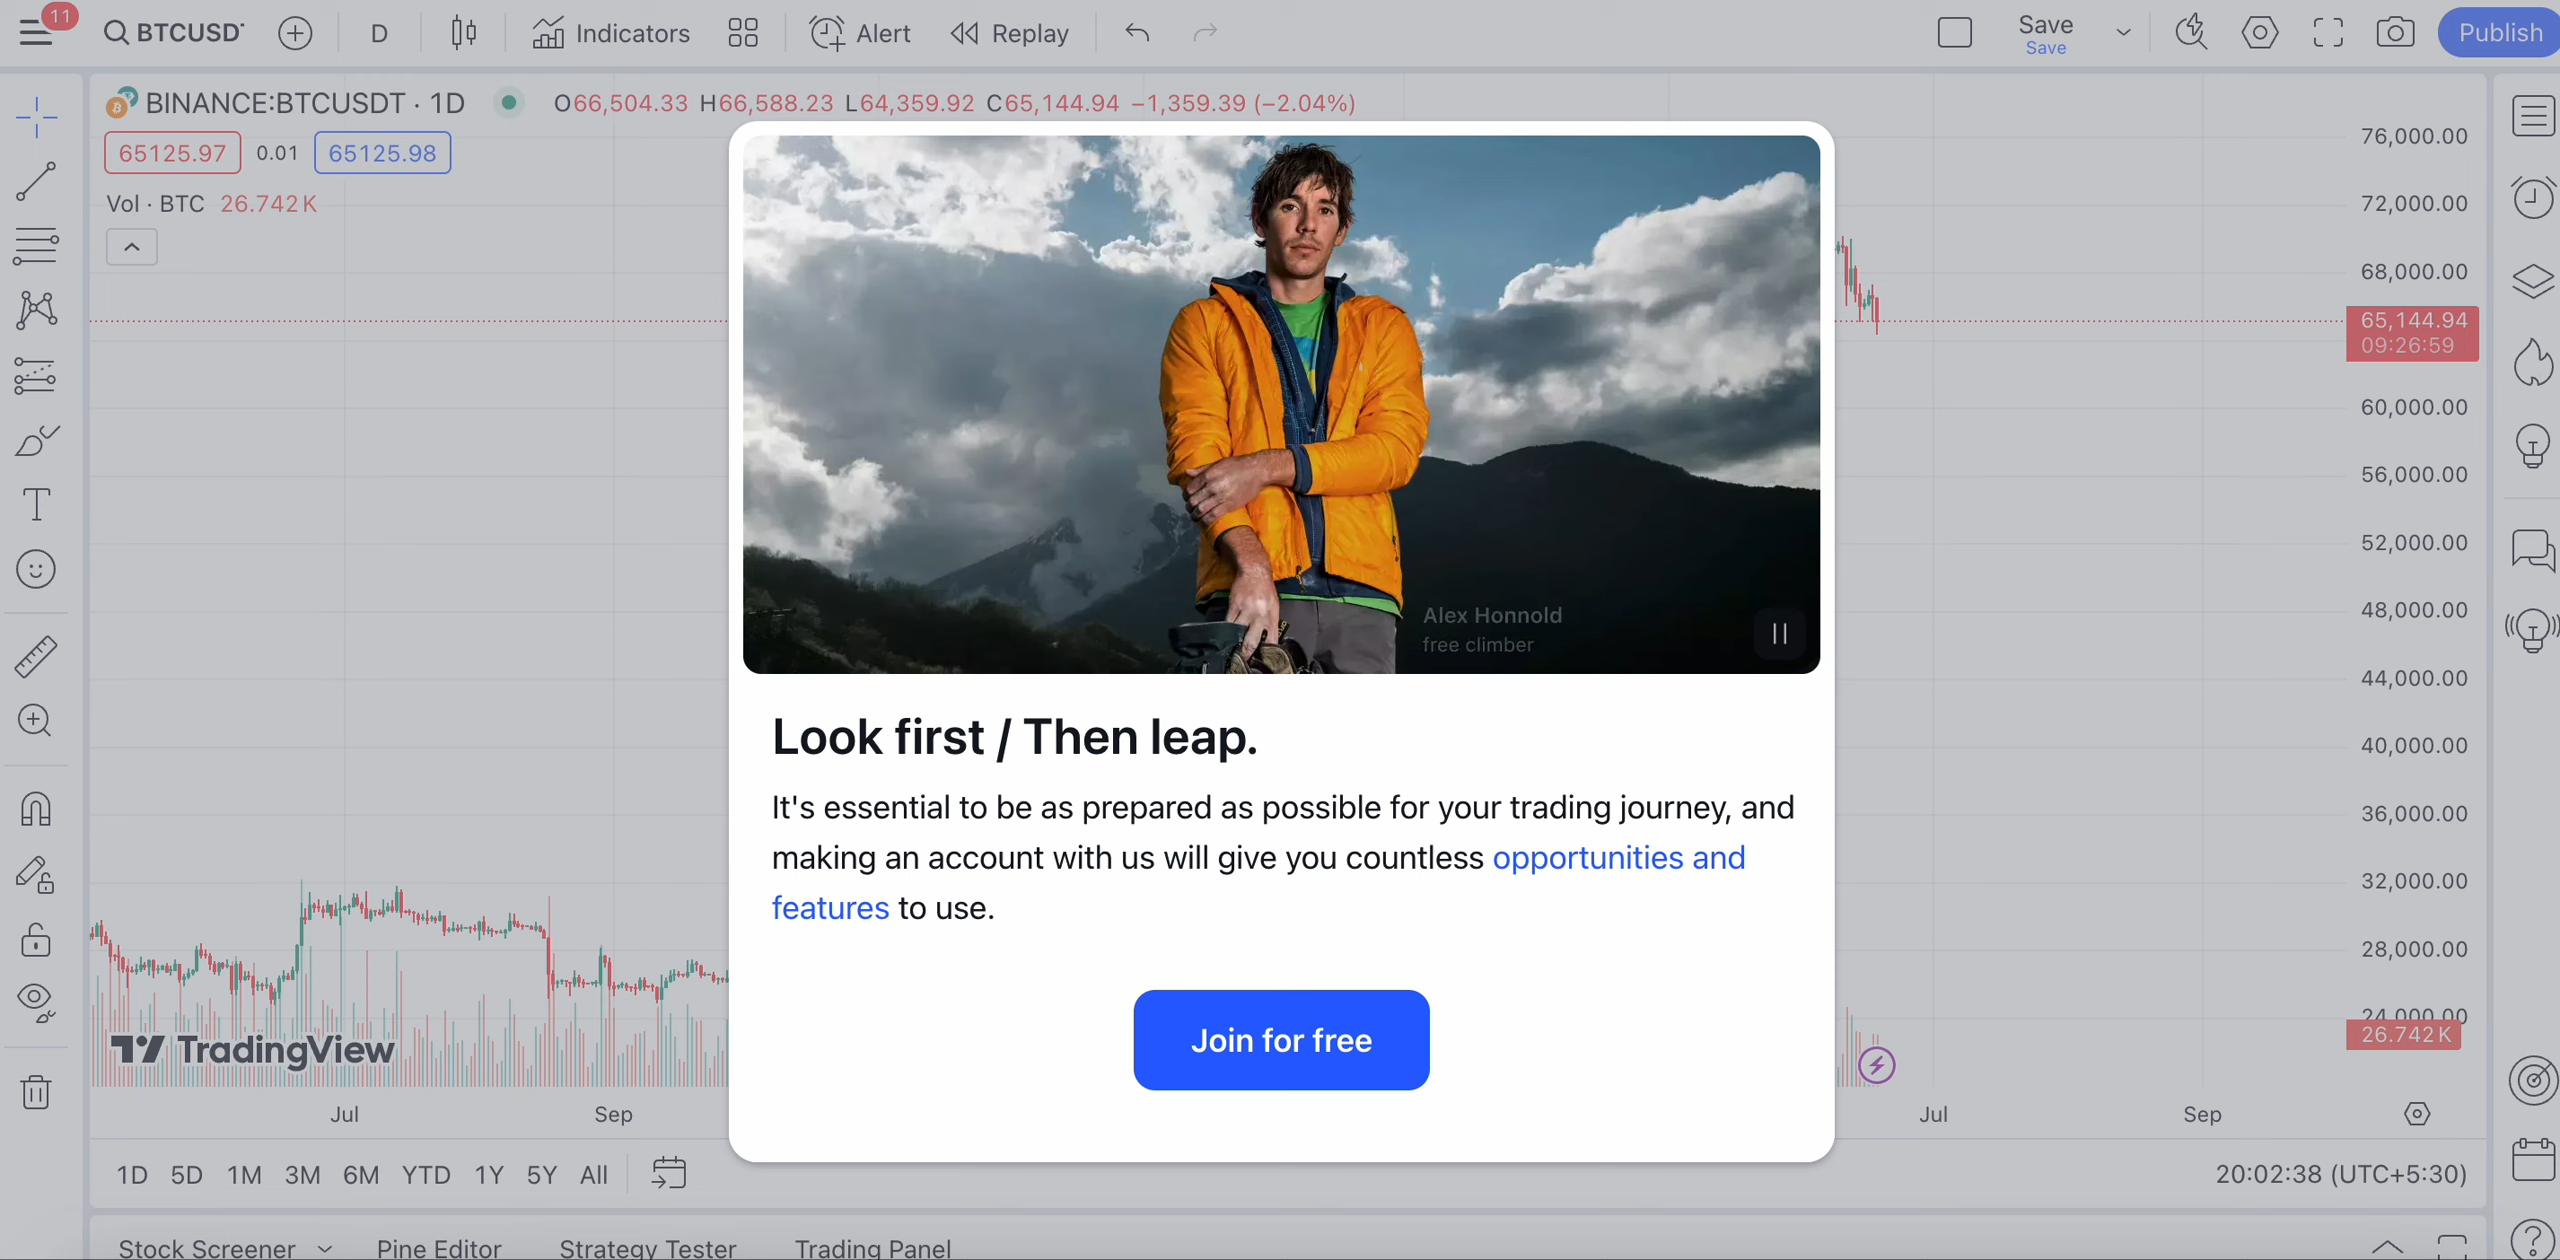 11
BTCUSDT
D
Indicators
Alert
Replay
Save
Save
Publish
BINANCE:BTCUSDT · 1D
O66,504.33 H66,588.23 L64,359.92 C65,144.94 −1,359.39 (−2.04%)
65125.97 0.01 65125.98
Vol · BTC 26.742K
76,000.00
72,000.00
68,000.00
65,144.94
09:26:59
60,000.00
56,000.00
52,000.00
48,000.00
44,000.00
40,000.00
36,000.00
32,000.00
28,000.00
24,000.00
26.742K
Alex Honnold
free climber
Look first / Then leap.
It's essential to be as prepared as possible for your trading journey, and
making an account with us will give you countless opportunities and
features to use.
Join for free
TradingView
Jul Sep Jul Sep
1D 5D 1M 3M 6M YTD 1Y 5Y All
20:02:38 (UTC+5:30)
Stock Screener Pine Editor Strategy Tester Trading Panel